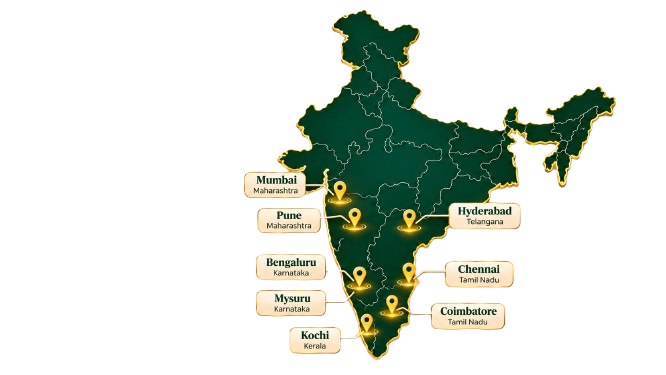 Mumbai
Maharashtra
Pune
Maharashtra
Hyderabad
Telangana
Bengaluru
Karnataka
Chennai
Tamil Nadu
Mysuru
Karnataka
Coimbatore
Tamil Nadu
Kochi
Kerala